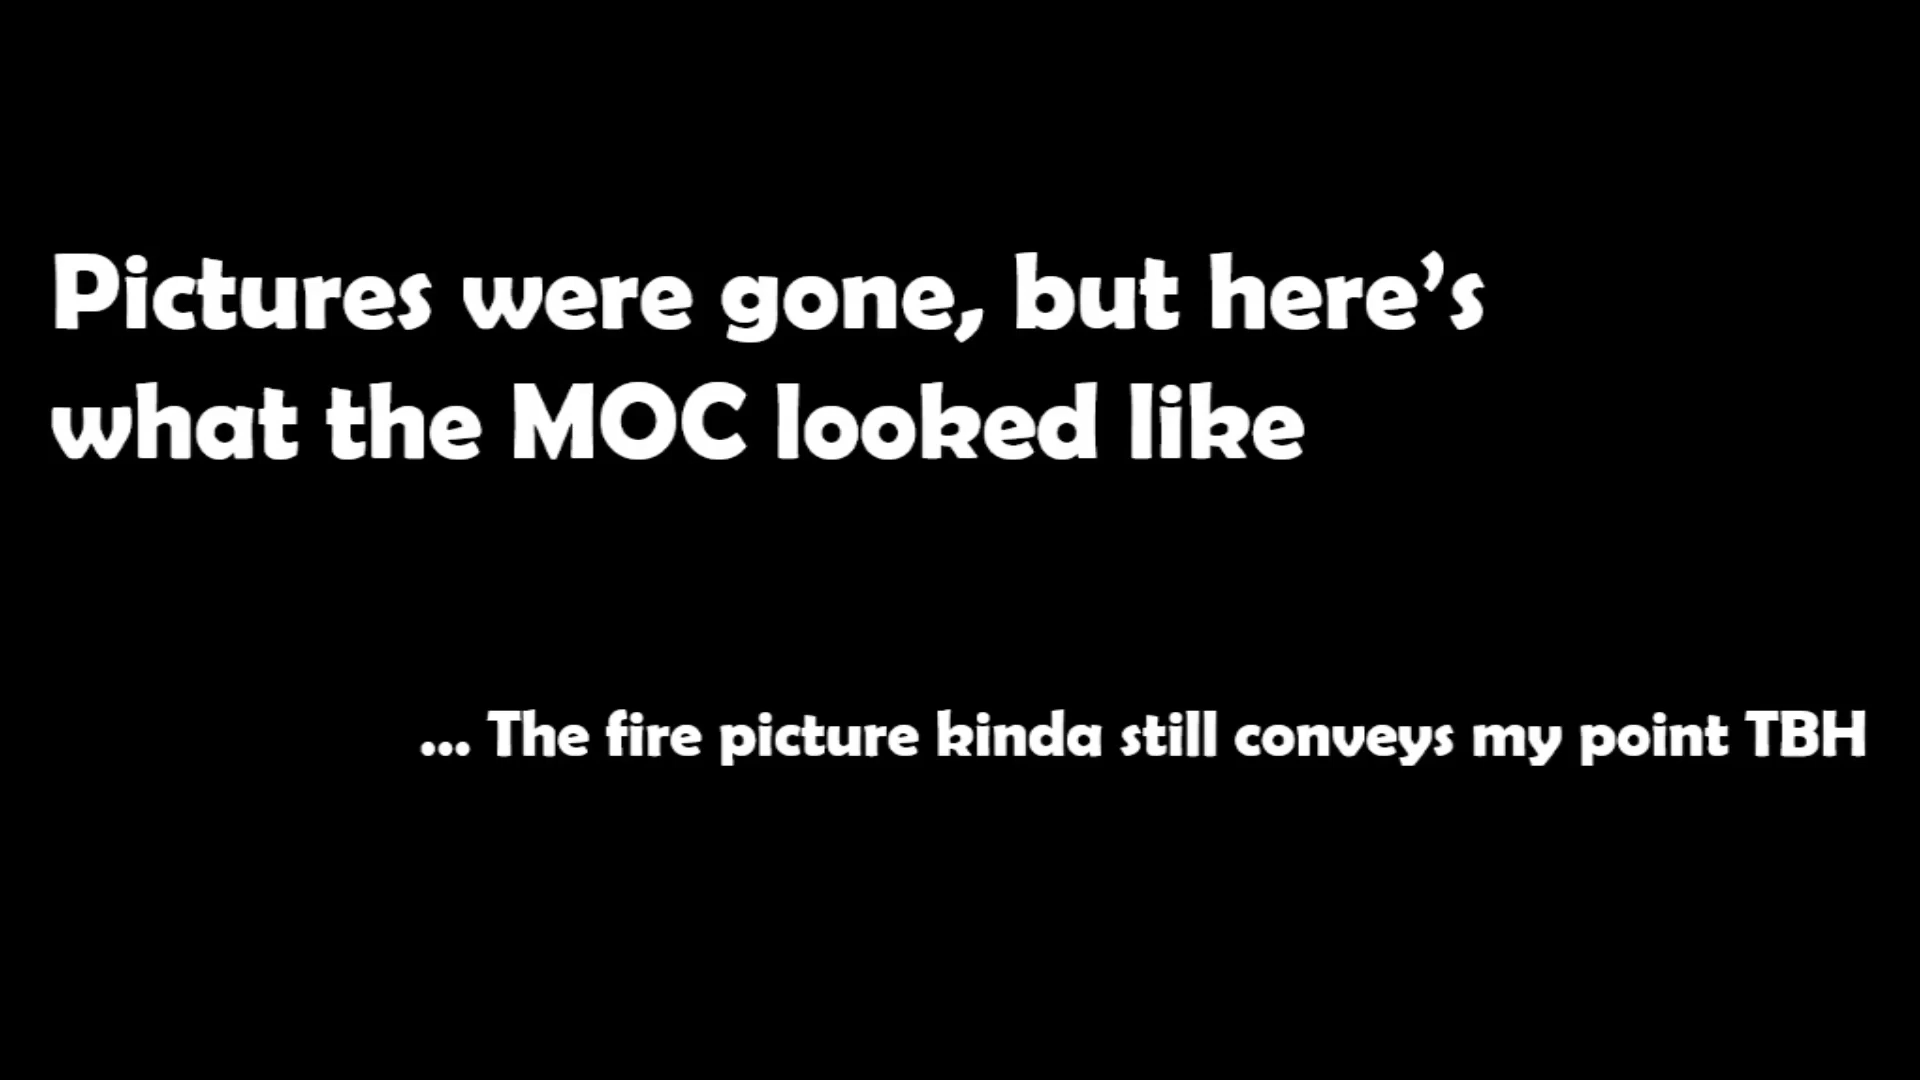 Pictures were gone, but here’s
what the MOC looked like
... The fire picture kinda still conveys my point TBH